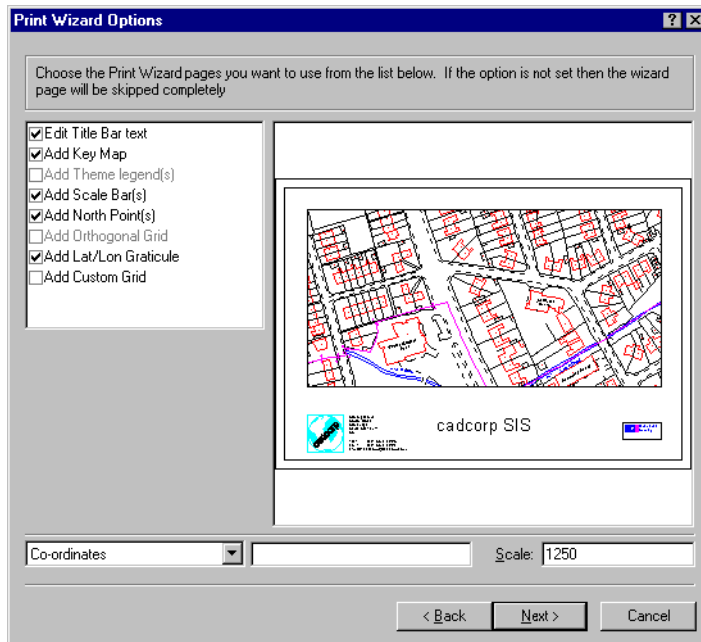 Print Wizard Options
Choose the Print Wizard pages you want to use from the list below.  If the option is not set then the wizard
page will be skipped completely
Edit Title Bar text
Add Key Map
Add Theme legend(s)
Add Scale Bar(s)
Add North Point(s)
Add Orthogonal Grid
Add Lat/Lon Graticule
Add Custom Grid
cadcorp
cadcorp SIS
Co-ordinates
Scale: 1250
< Back
Next >
Cancel